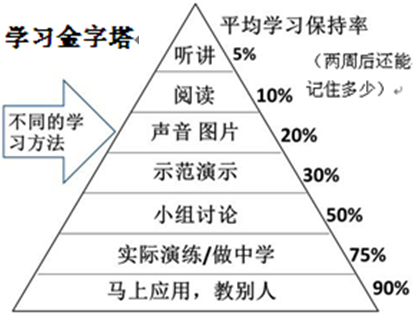 学习金字塔
平均学习保持率
（两周后还能
记住多少）
不同的学
习方法
听讲 5%
阅读 10%
声音 图片 20%
示范演示 30%
小组讨论 50%
实际演练/做中学 75%
马上应用，教别人 90%